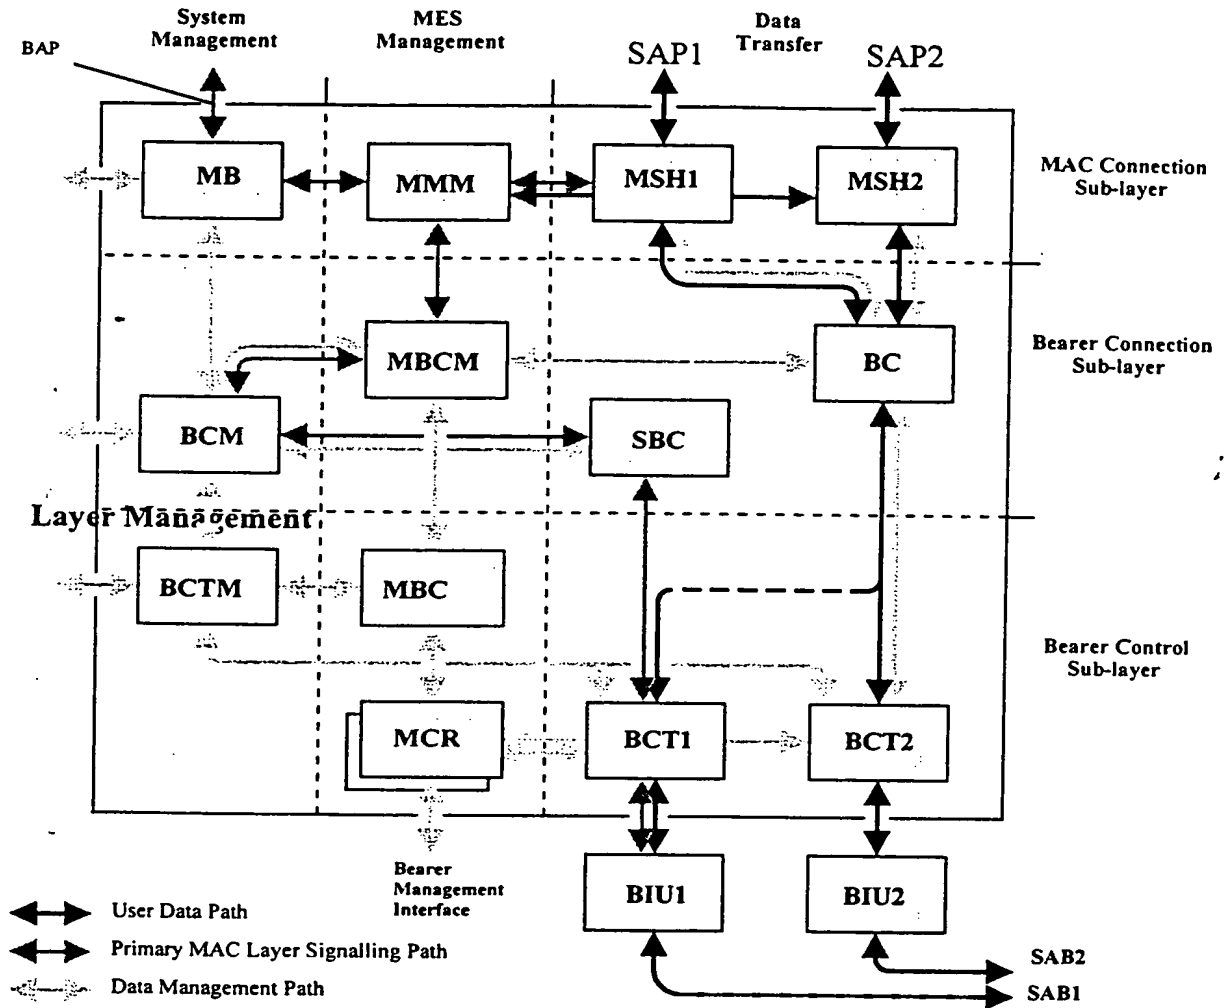 System
Management
MES
Management
Data
Transfer
BAP
SAP1
SAP2
MB
MMM
MSH1
MSH2
MAC Connection
Sub-layer
MBCM
BC
Bearer Connection
Sub-layer
BCM
SBC
Layer Management
BCTM
MBC
Bearer Control
Sub-layer
MCR
BCT1
BCT2
Bearer
Management
Interface
BIU1
BIU2
User Data Path
Primary MAC Layer Signalling Path
Data Management Path
SAB2
SAB1